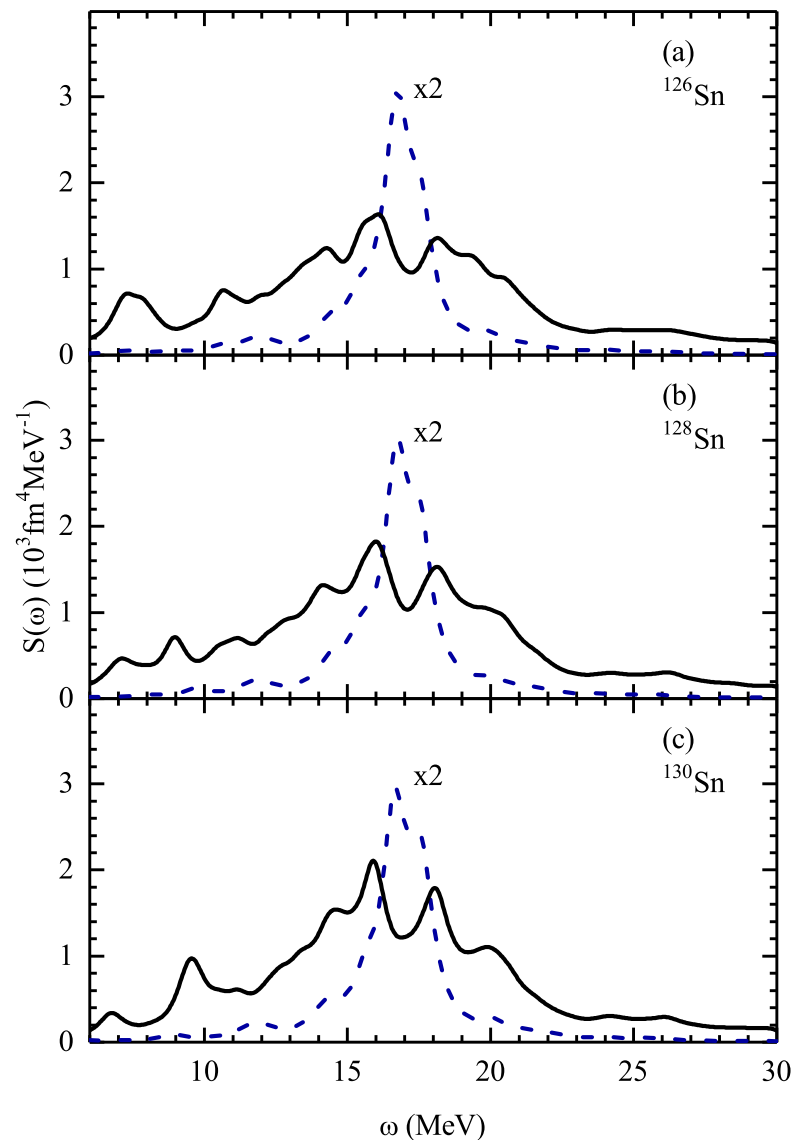 (a)
¹²⁶Sn
x2
3
2
1
0
(b)
¹²⁸Sn
x2
3
2
1
0
S(ω) (10³fm⁴MeV⁻¹)
(c)
¹³⁰Sn
x2
3
2
1
0
10 15 20 25 30
ω (MeV)